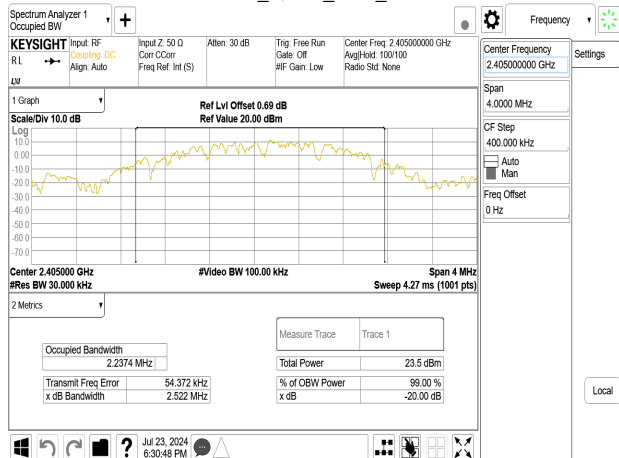 Spectrum Analyzer 1
Occupied BW
+
Frequency
KEYSIGHT Input: RF Input Z: 50 Ω Atten: 30 dB Trig: Free Run Center Freq: 2.405000000 GHz
RL Coupling: DC Corr CCorr Gate: Off Avg|Hold: 100/100
Align: Auto Freq Ref: Int (S) #IF Gain: Low Radio Std: None
LXI
Center Frequency
2.405000000 GHz
Settings
Span
4.0000 MHz
CF Step
400.000 kHz
Auto
Man
Freq Offset
0 Hz
Local
1 Graph
Ref Lvl Offset 0.69 dB
Scale/Div 10.0 dB Ref Value 20.00 dBm
Log
10.0
0.00
-10.0
-20.0
-30.0
-40.0
-50.0
-60.0
-70.0
Center 2.405000 GHz #Video BW 100.00 kHz Span 4 MHz
#Res BW 30.000 kHz Sweep 4.27 ms (1001 pts)
2 Metrics
Measure Trace Trace 1
Occupied Bandwidth
2.2374 MHz
Total Power 23.5 dBm
Transmit Freq Error 54.372 kHz % of OBW Power 99.00 %
x dB Bandwidth 2.522 MHz x dB -20.00 dB
?
Jul 23, 2024
6:30:48 PM